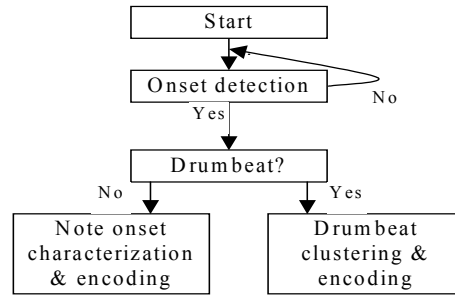 Start
Onset detection
No
Yes
Drumbeat?
No
Yes
Note onset
characterization
& encoding
Drumbeat
clustering &
encoding